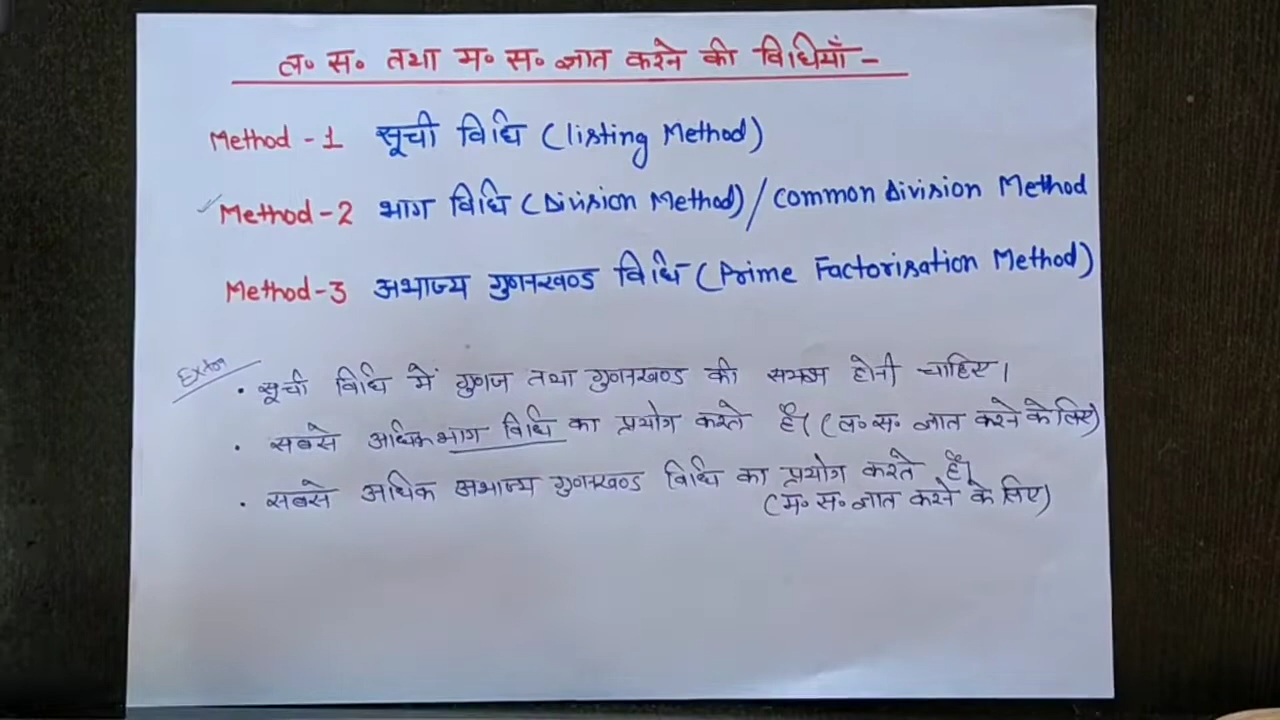 ल० स० तथा म० स० ज्ञात करने की विधियाँ -
Method - 1 सूची विधि (listing Method)
Method - 2 भाग विधि (Division Method) / Common Division Method
Method - 3 अभाज्य गुणनखण्ड विधि (Prime Factorisation Method)
Extra
• सूची विधि में गुणज तथा गुणनखण्ड की समझ होनी चाहिए।
• सबसे अधिक भाग विधि का प्रयोग करते हैं। (ल० स० ज्ञात करने के लिए)
• सबसे अधिक अभाज्य गुणनखण्ड विधि का प्रयोग करते हैं।
(म० स० ज्ञात करने के लिए)